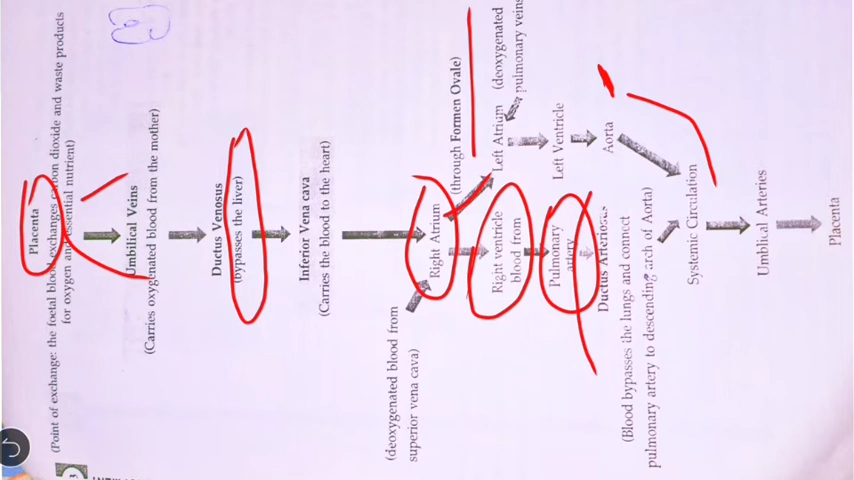 Placenta
(Point of exchange: the foetal blood exchanges carbon dioxide and waste products
for oxygen and essential nutrient)
Umbilical Veins
(Carries oxygenated blood from the mother)
Ductus Venosus
(bypasses the liver)
Inferior Vena cava
(Carries the blood to the heart)
(deoxygenated blood from
superior vena cava)
Right Atrium
(through Formen Ovale)
Right ventricle
blood from
Left Atrium
(deoxygenated
pulmonary veins
Pulmonary
artery
Left Ventricle
Ductus Arteriosus
Aorta
(Blood bypasses the lungs and connect
pulmonary artery to descending arch of Aorta)
Systemic Circulation
Umblical Arteries
Placenta